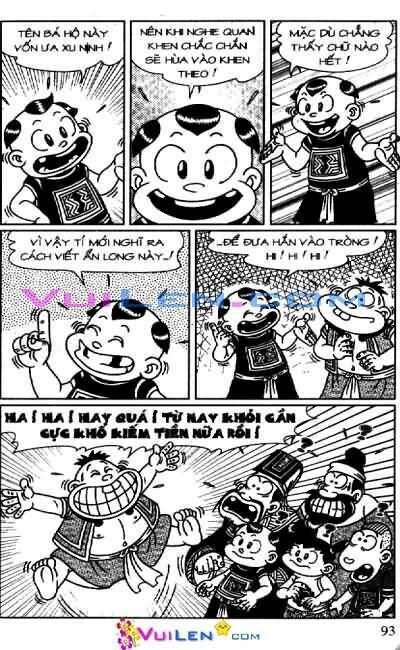 TÊN BÁ HỘ NÀY
VỐN ƯA XU NỊNH!
NÊN KHI NGHE QUAN
KHEN CHẮC CHẮN
SẼ HÙA VÀO KHEN
THEO!
MẶC DÙ CHẲNG
THẤY CHỮ NÀO
HẾT!
VÌ VẬY TÍ MỚI NGHĨ RA
CÁCH VIẾT ẨN LONG NÀY...!
...ĐỂ ĐƯA HẮN VÀO TRÒNG!
HI! HI! HI!
VUILEN.COM
HA! HA! HAY QUÁ! TỪ NAY KHỎI CẦN
CỰC KHỔ KIẾM TIỀN NỮA RỒI!
?
?
?
93
VUILEN.COM